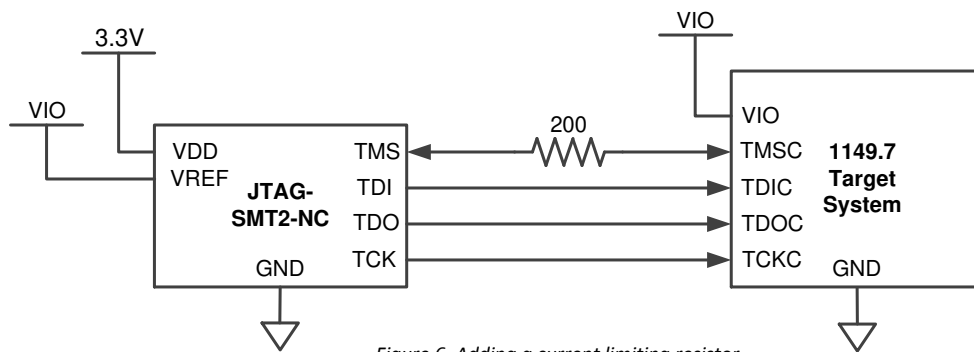 3.3V
VIO
VDD
VREF
JTAG-
SMT2-NC
GND
TMS
TDI
TDO
TCK
200
VIO
VIO
TMSC
TDIC
TDOC
TCKC
1149.7
Target
System
GND
Figure 6. Adding a current limiting resistor